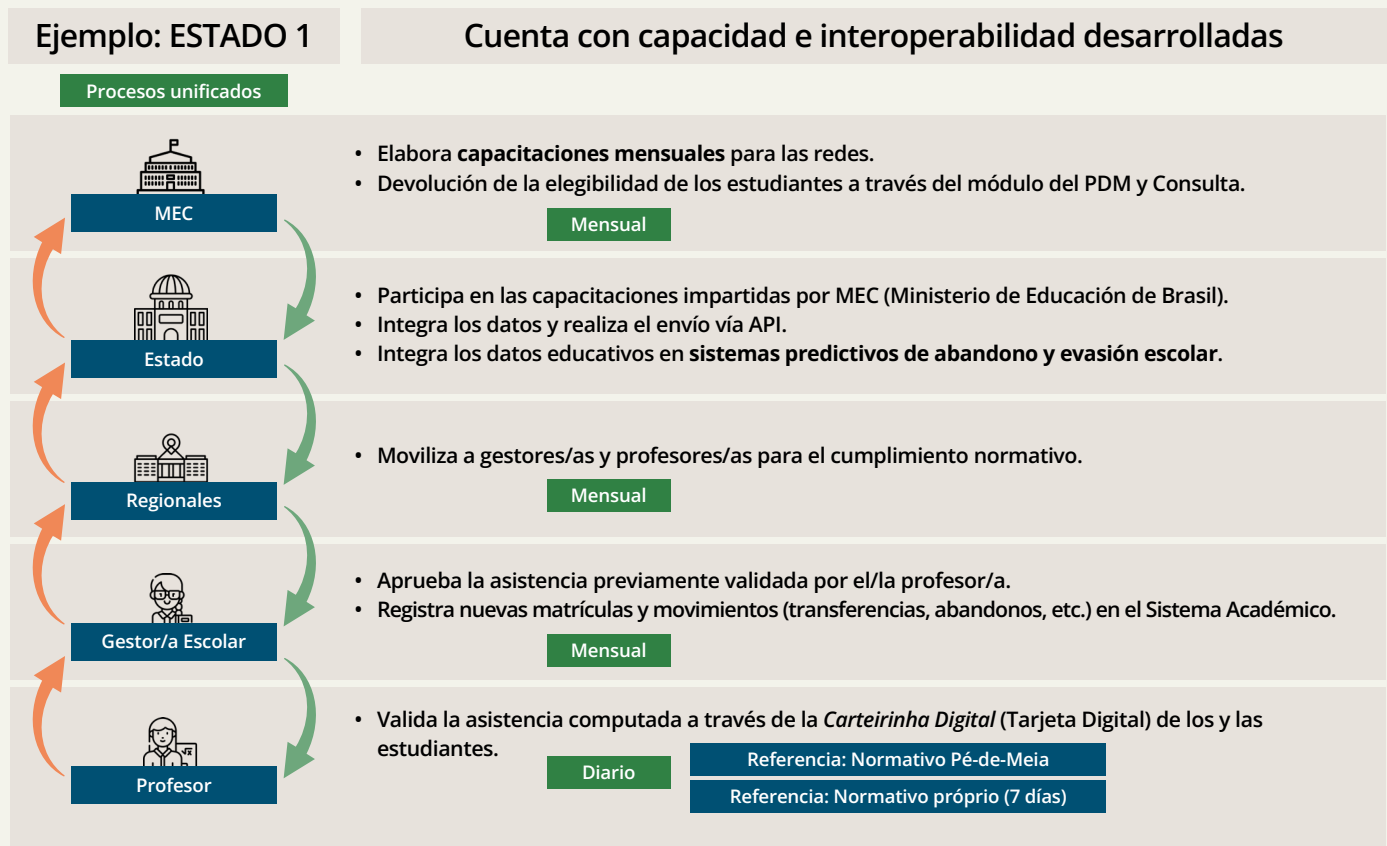 Ejemplo: ESTADO 1
Cuenta con capacidad e interoperabilidad desarrolladas
Procesos unificados
MEC
• Elabora capacitaciones mensuales para las redes.
• Devolución de la elegibilidad de los estudiantes a través del módulo del PDM y Consulta.
Mensual
Estado
• Participa en las capacitaciones impartidas por MEC (Ministerio de Educación de Brasil).
• Integra los datos y realiza el envío vía API.
• Integra los datos educativos en sistemas predictivos de abandono y evasión escolar.
Regionales
• Moviliza a gestores/as y profesores/as para el cumplimiento normativo.
Mensual
Gestor/a Escolar
• Aprueba la asistencia previamente validada por el/la profesor/a.
• Registra nuevas matrículas y movimientos (transferencias, abandonos, etc.) en el Sistema Académico.
Mensual
Profesor
• Valida la asistencia computada a través de la Carteirinha Digital (Tarjeta Digital) de los y las
estudiantes.
Diario
Referencia: Normativo Pé-de-Meia
Referencia: Normativo próprio (7 días)